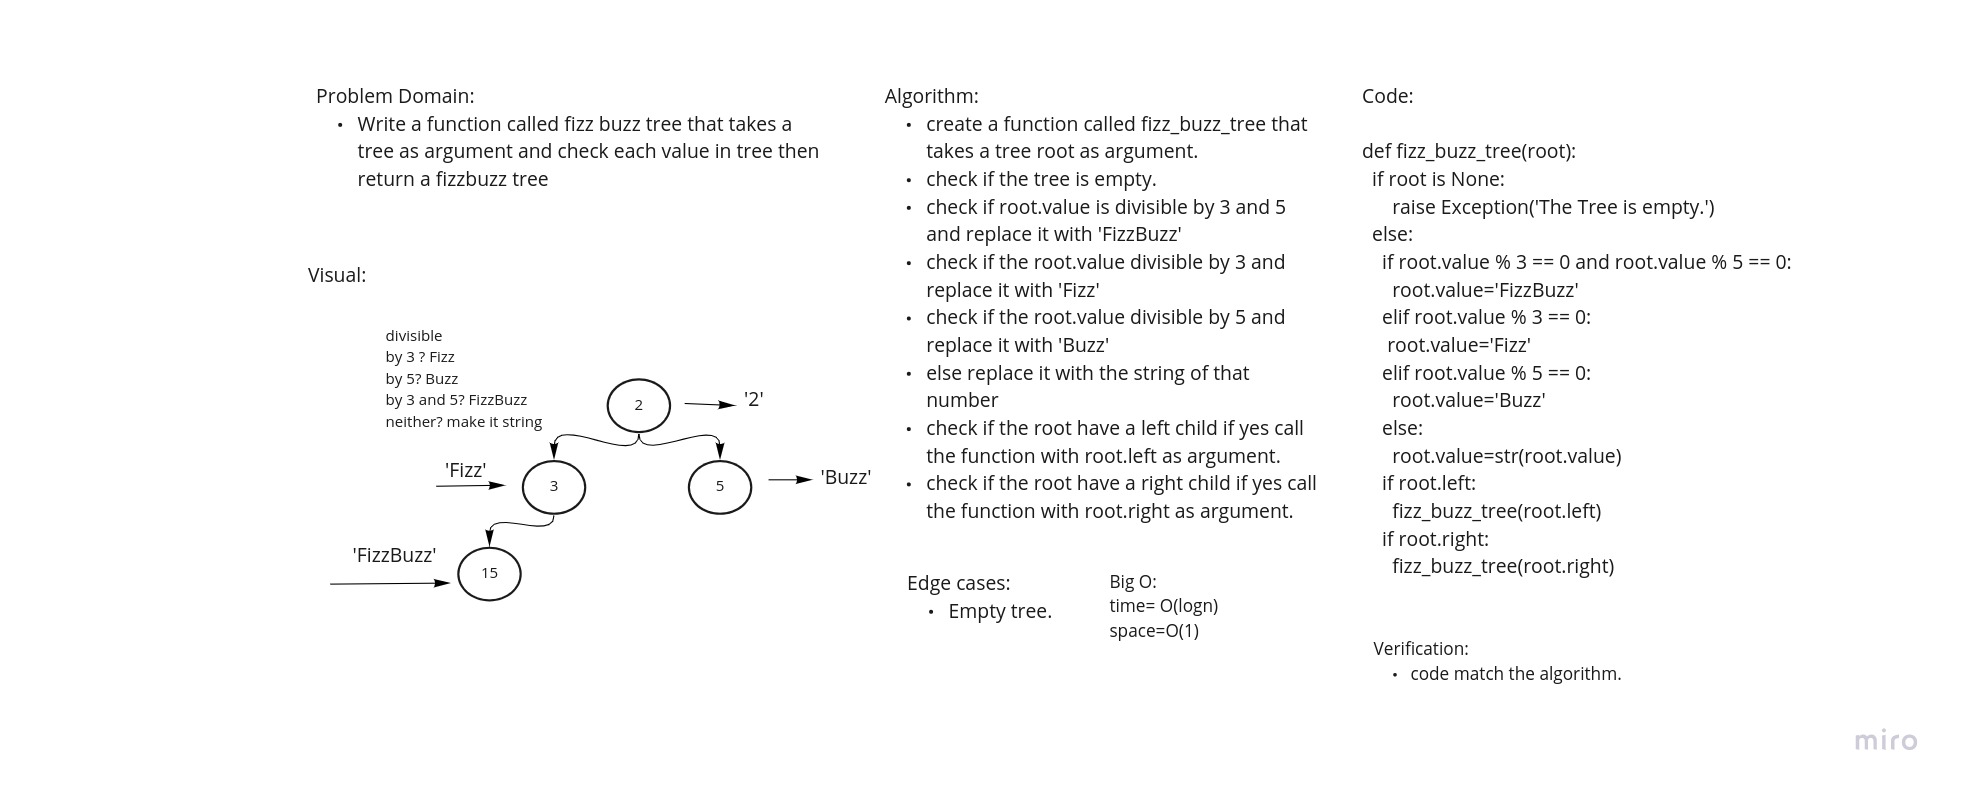 Problem Domain:
• Write a function called fizz buzz tree that takes a
tree as argument and check each value in tree then
return a fizzbuzz tree
Visual:
divisible
by 3 ? Fizz
by 5? Buzz
by 3 and 5? FizzBuzz
neither? make it string
2
'2'
'Fizz'
3
5
'Buzz'
'FizzBuzz'
15
Algorithm:
• create a function called fizz_buzz_tree that
takes a tree root as argument.
• check if the tree is empty.
• check if root.value is divisible by 3 and 5
and replace it with 'FizzBuzz'
• check if the root.value divisible by 3 and
replace it with 'Fizz'
• check if the root.value divisible by 5 and
replace it with 'Buzz'
• else replace it with the string of that
number
• check if the root have a left child if yes call
the function with root.left as argument.
• check if the root have a right child if yes call
the function with root.right as argument.
Edge cases:
• Empty tree.
Big O:
time= O(logn)
space=O(1)
Code:
def fizz_buzz_tree(root):
if root is None:
raise Exception('The Tree is empty.')
else:
if root.value % 3 == 0 and root.value % 5 == 0:
root.value='FizzBuzz'
elif root.value % 3 == 0:
root.value='Fizz'
elif root.value % 5 == 0:
root.value='Buzz'
else:
root.value=str(root.value)
if root.left:
fizz_buzz_tree(root.left)
if root.right:
fizz_buzz_tree(root.right)
Verification:
• code match the algorithm.
miro